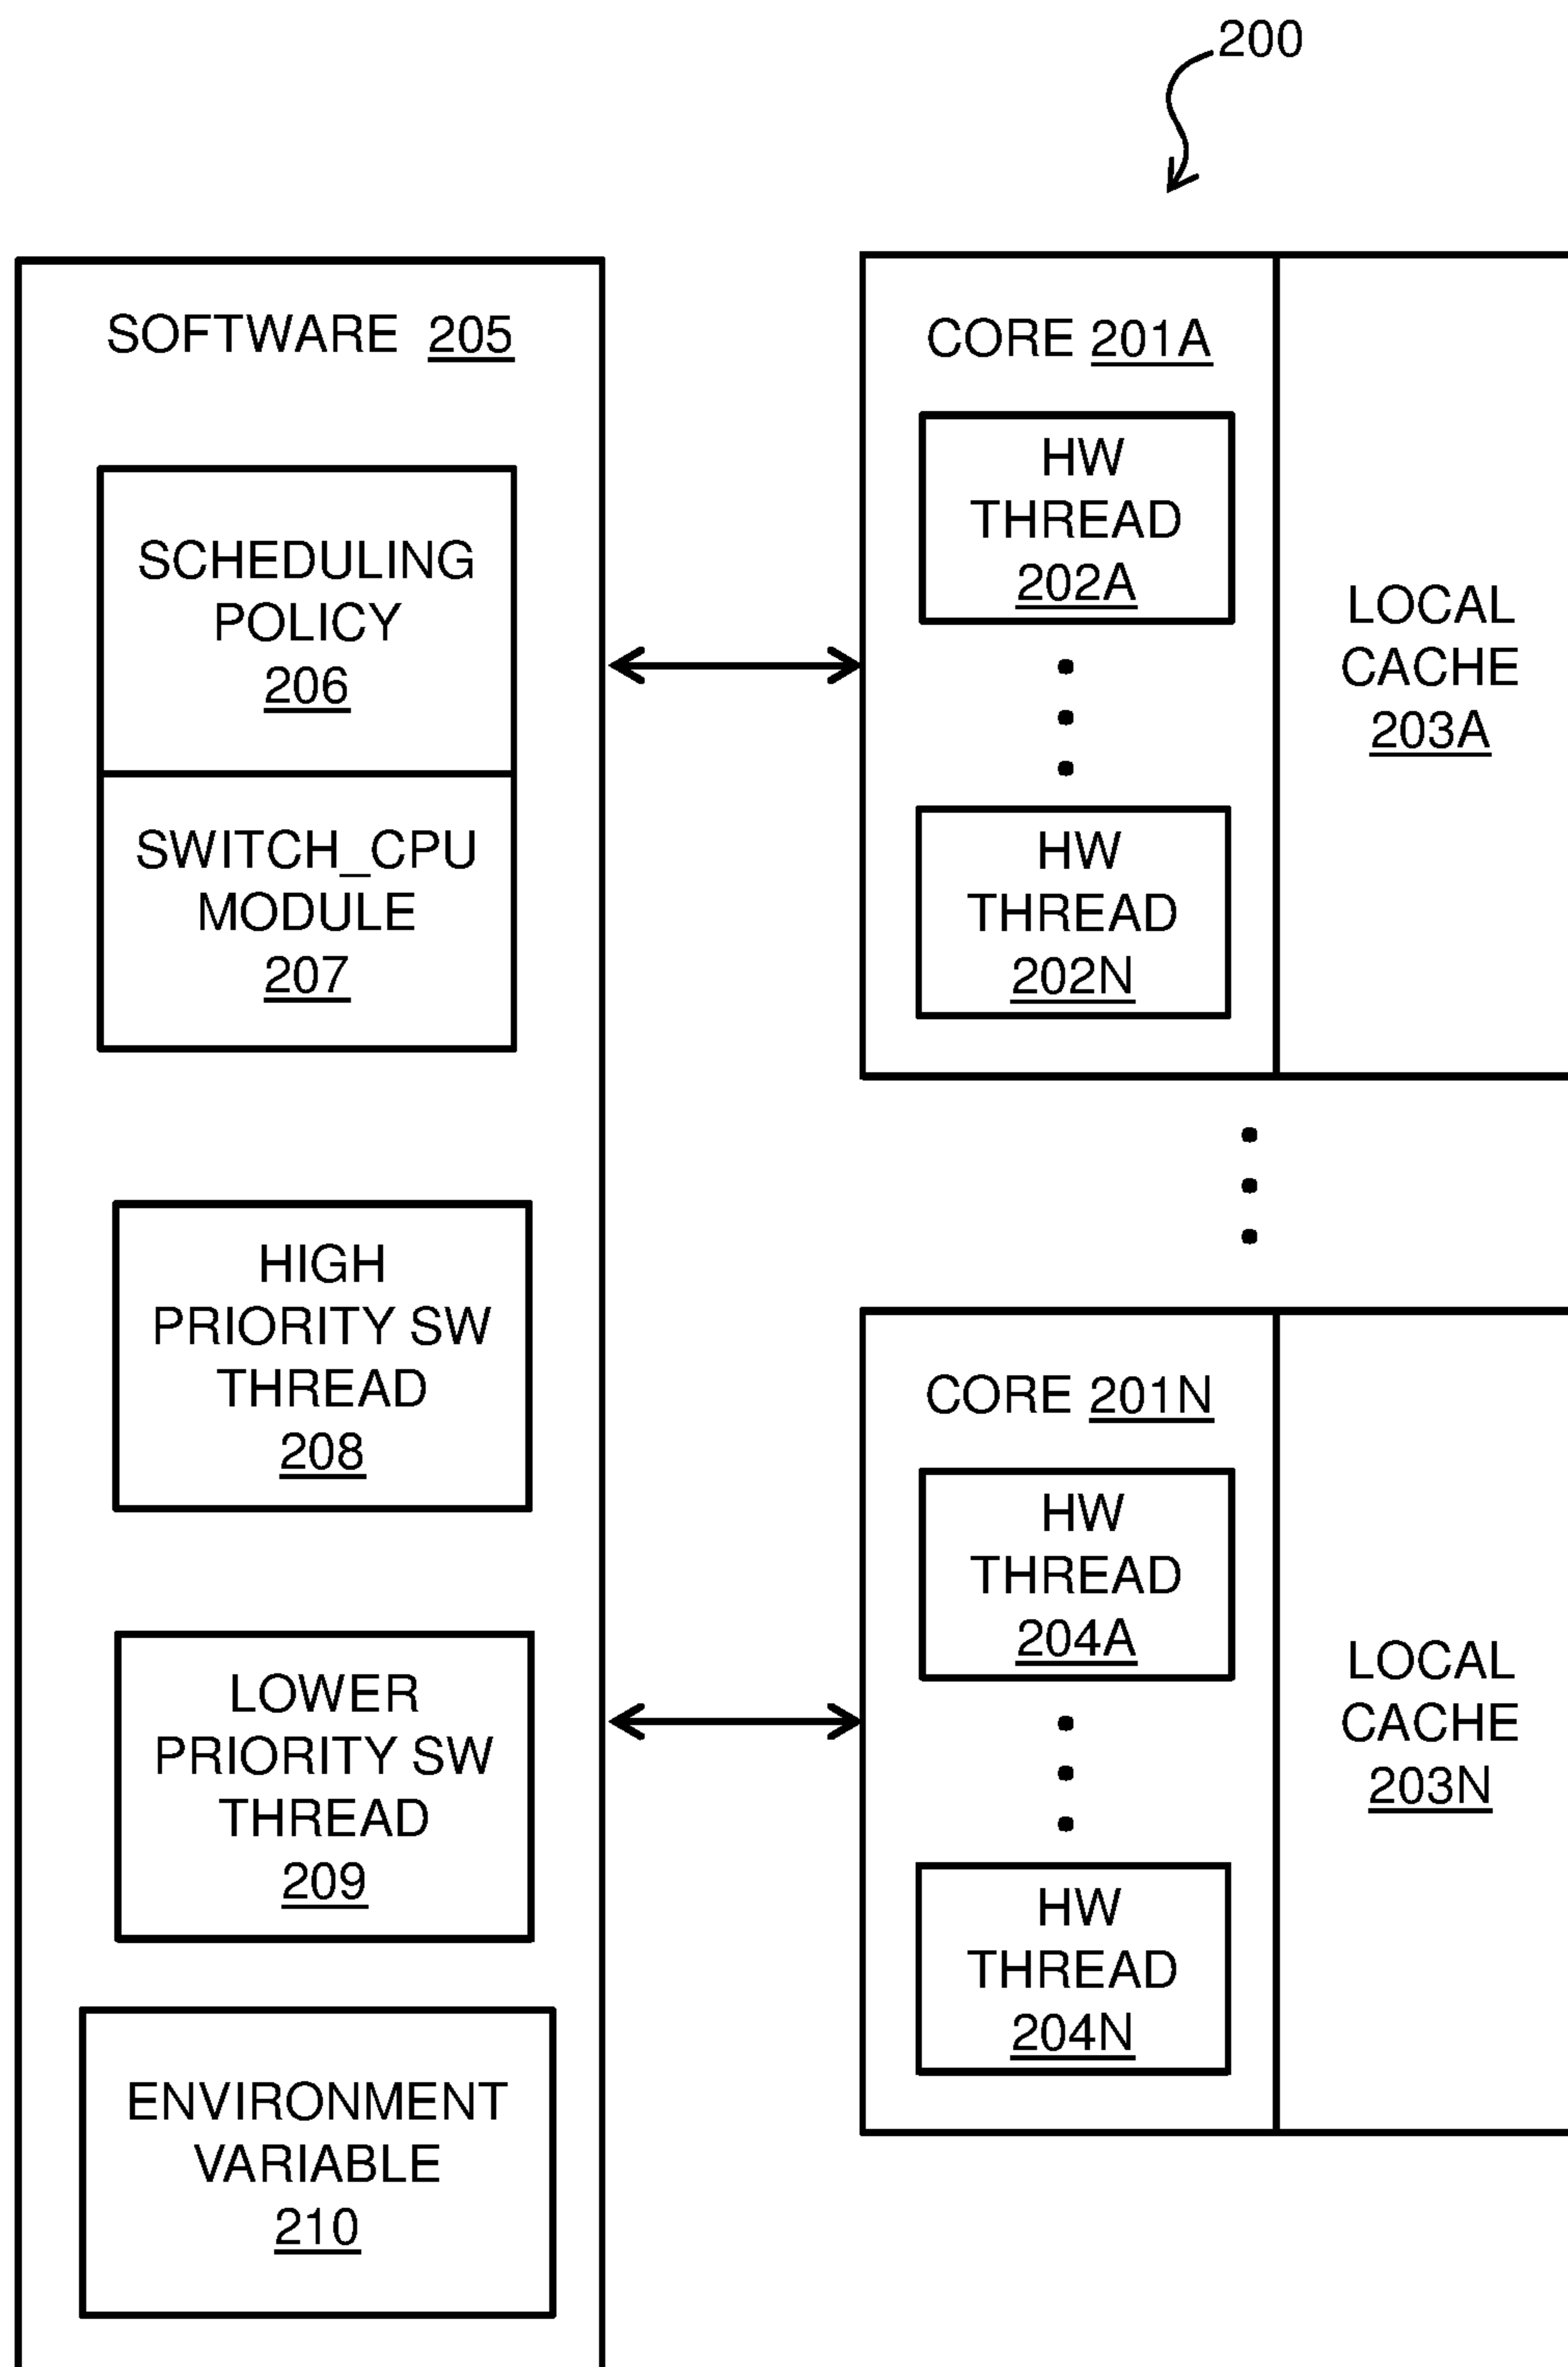 200
SOFTWARE 205
SCHEDULING
POLICY
206
SWITCH_CPU
MODULE
207
HIGH
PRIORITY SW
THREAD
208
LOWER
PRIORITY SW
THREAD
209
ENVIRONMENT
VARIABLE
210
CORE 201A
HW
THREAD
202A
HW
THREAD
202N
LOCAL
CACHE
203A
CORE 201N
HW
THREAD
204A
HW
THREAD
204N
LOCAL
CACHE
203N